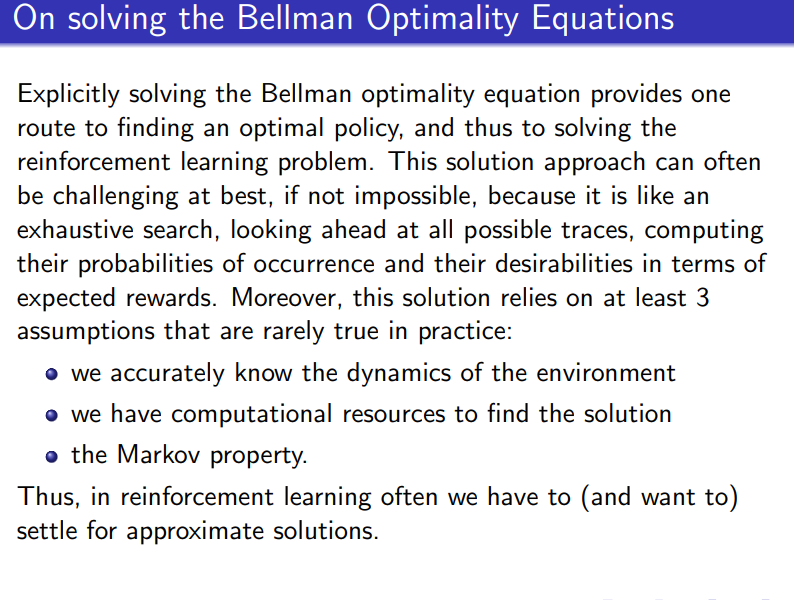 On solving the Bellman Optimality Equations
Explicitly solving the Bellman optimality equation provides one
route to finding an optimal policy, and thus to solving the
reinforcement learning problem. This solution approach can often
be challenging at best, if not impossible, because it is like an
exhaustive search, looking ahead at all possible traces, computing
their probabilities of occurrence and their desirabilities in terms of
expected rewards. Moreover, this solution relies on at least 3
assumptions that are rarely true in practice:
we accurately know the dynamics of the environment
we have computational resources to find the solution
the Markov property.
Thus, in reinforcement learning often we have to (and want to)
settle for approximate solutions.